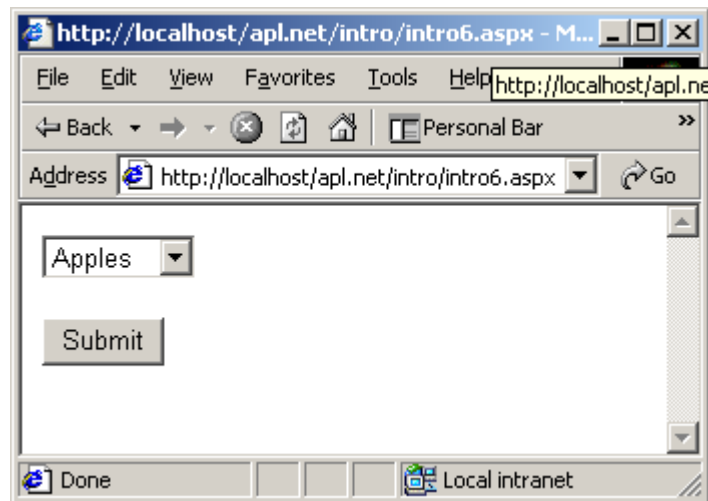 http://localhost/apl.net/intro/intro6.aspx - M...
File Edit View Favorites Tools Help
http://localhost/apl.ne
Back Personal Bar »
Address http://localhost/apl.net/intro/intro6.aspx Go
Apples
Submit
Done Local intranet